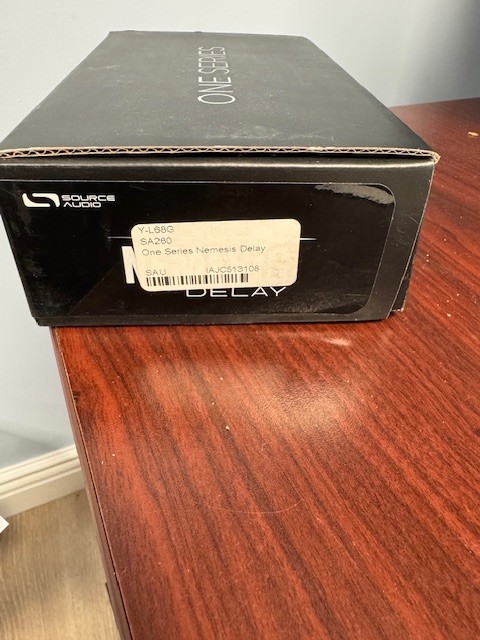 ONE SERIES
SOURCE
AUDIO
Y-L68G
SA260
One Series Nemesis Delay
SAU IAJC513108
DELAY